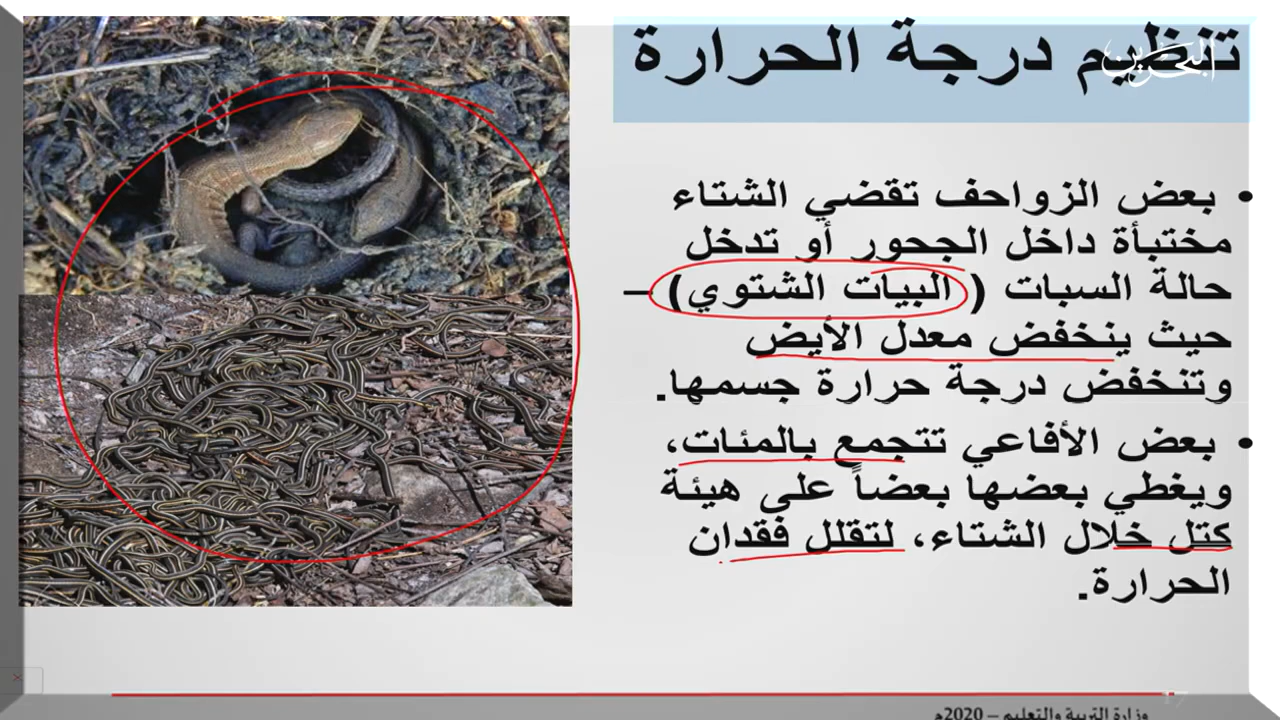 تنظيم درجة الحرارة
البحرين
• بعض الزواحف تقضي الشتاء
مختبأة داخل الجحور أو تدخل
حالة السبات ( البيات الشتوي) –
حيث ينخفض معدل الأيض
وتنخفض درجة حرارة جسمها.
• بعض الأفاعي تتجمع بالمئات،
ويغطي بعضها بعضاً على هيئة
كتل خلال الشتاء، لتقلل فقدان
الحرارة.
17
وزارة التربية والتعليم – 2020م